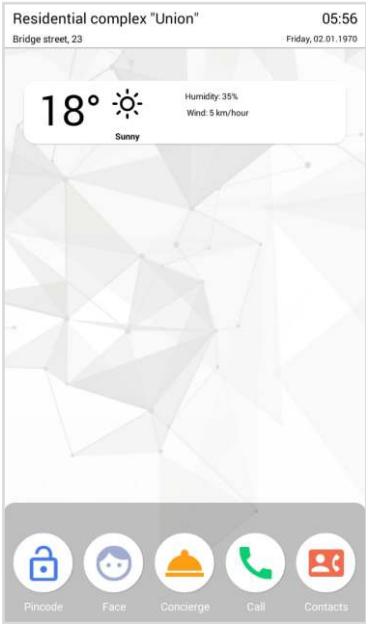 Residential complex "Union"
05:56
Bridge street, 23
Friday, 02.01.1970
18°
Humidity: 35%
Wind: 5 km/hour
Sunny
Pincode
Face
Concierge
Call
Contacts